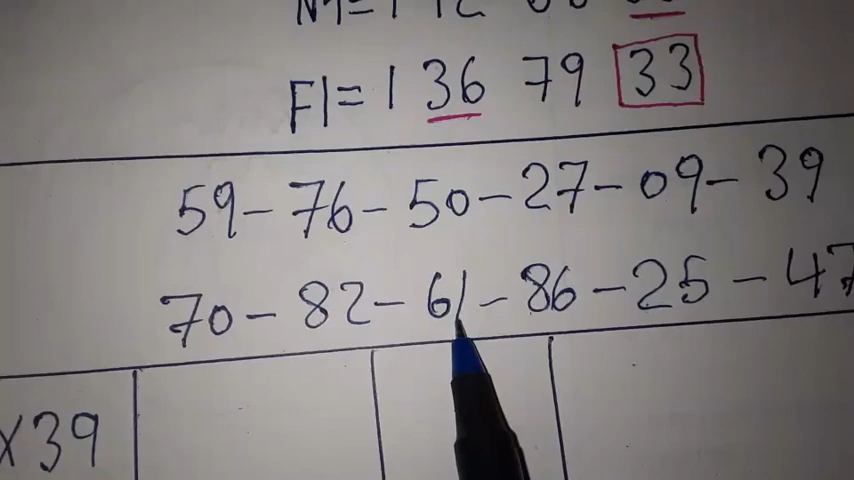 FI= 1 36 79 33
59-76-50-27-09-39
70-82-61-86-25-47
X39